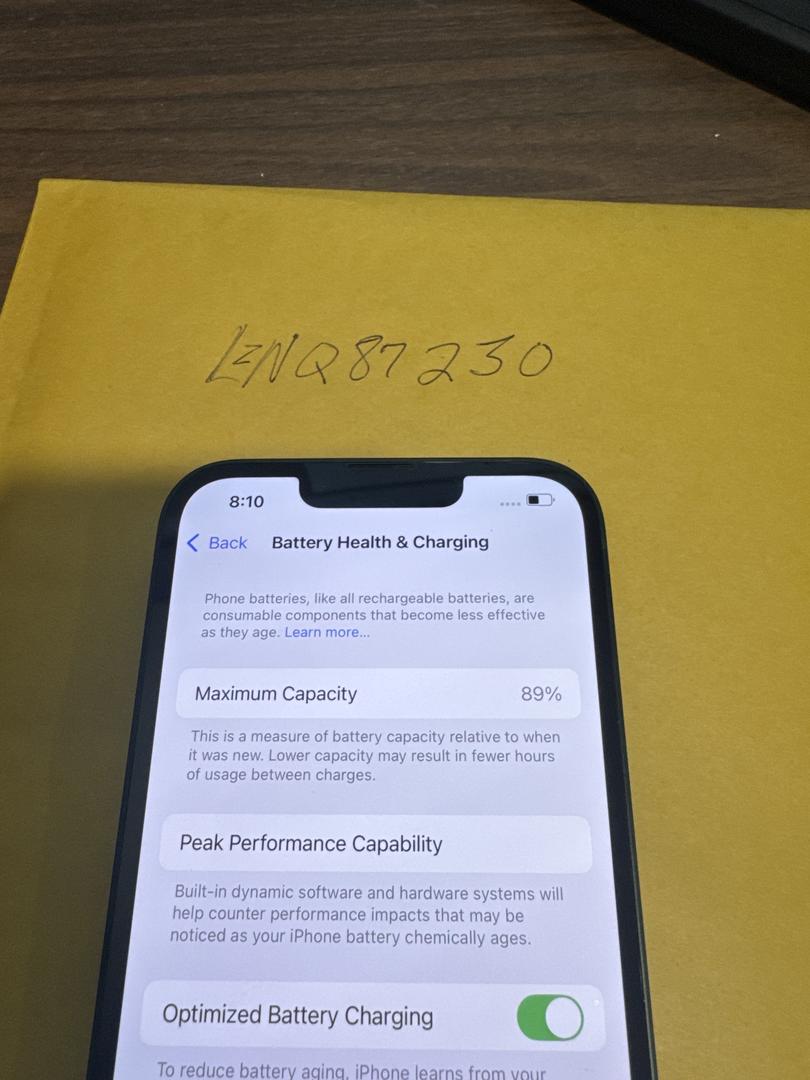 LZNQ87230
8:10
Back Battery Health & Charging
Phone batteries, like all rechargeable batteries, are
consumable components that become less effective
as they age. Learn more...
Maximum Capacity 89%
This is a measure of battery capacity relative to when
it was new. Lower capacity may result in fewer hours
of usage between charges.
Peak Performance Capability
Built-in dynamic software and hardware systems will
help counter performance impacts that may be
noticed as your iPhone battery chemically ages.
Optimized Battery Charging
To reduce battery aging, iPhone learns from your